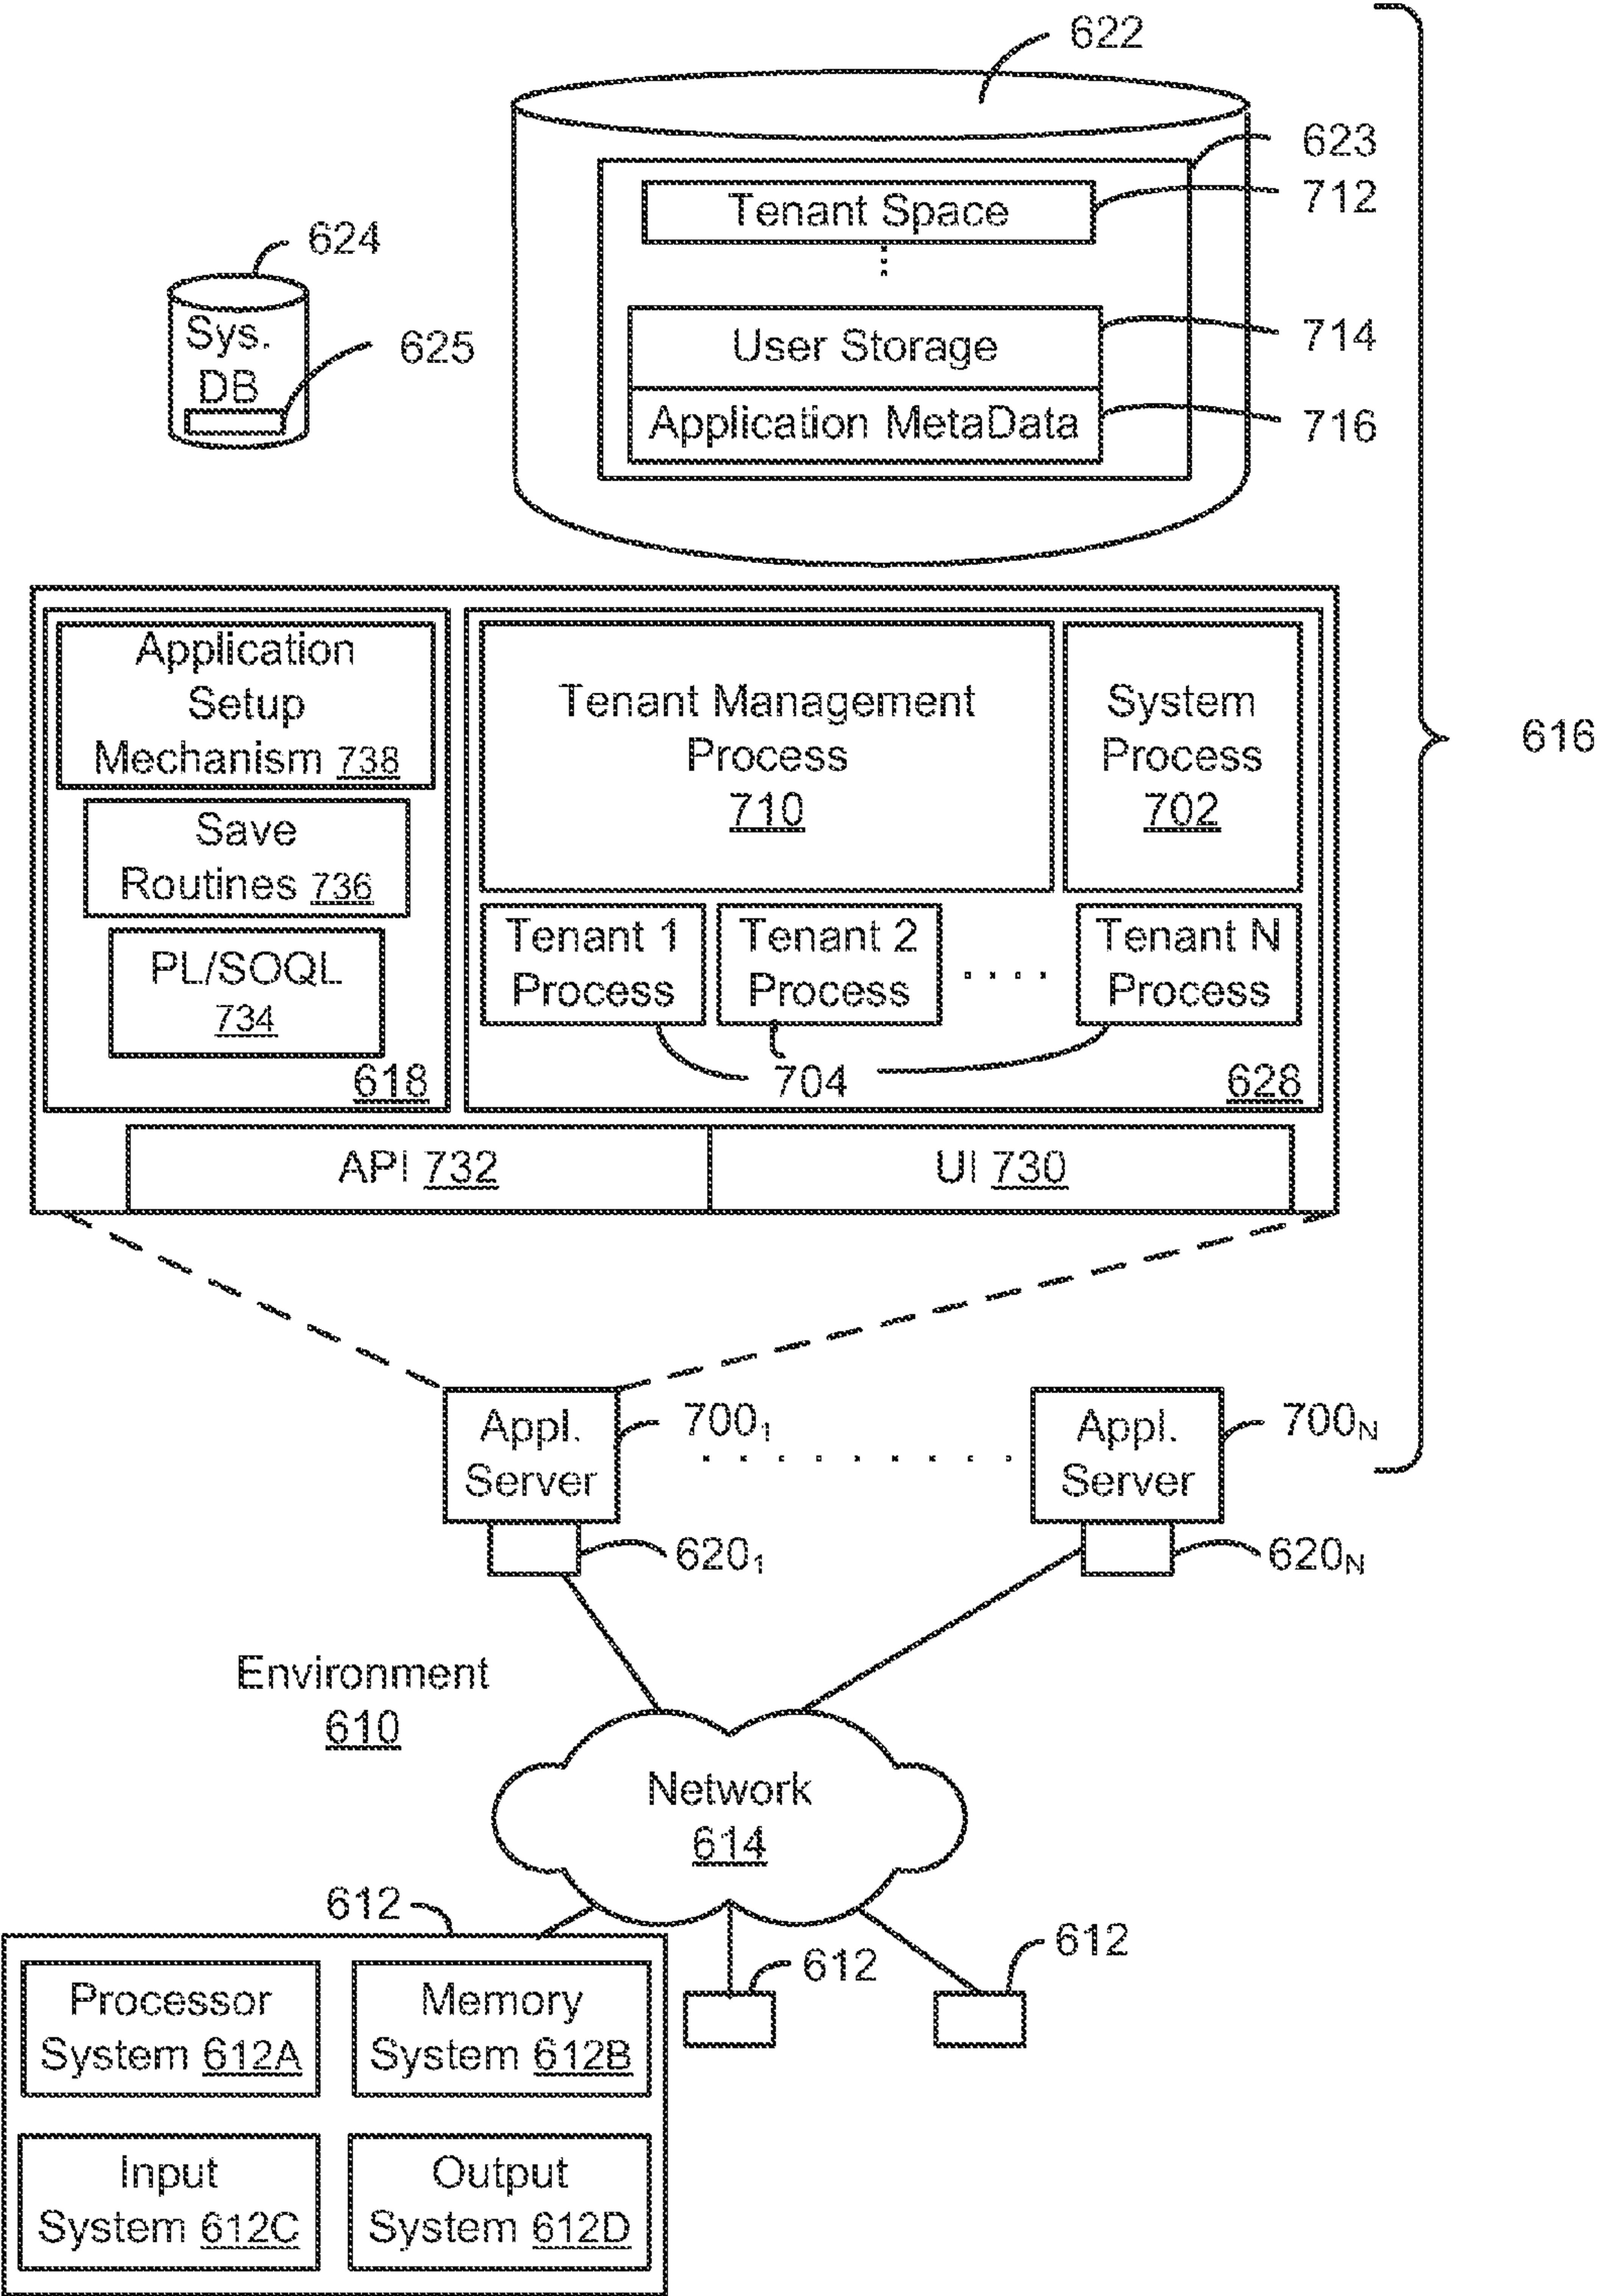 622
623
Tenant Space
712
624
Sys.
DB
625
User Storage
714
Application MetaData
716
616
Application
Setup
Mechanism 738
Save
Routines 736
PL/SOQL
734
618
Tenant Management
Process
710
System
Process
702
Tenant 1
Process
Tenant 2
Process
Tenant N
Process
704
628
API 732
UI 730
Appl.
Server
700₁
Appl.
Server
700N
620₁
620N
Environment
610
Network
614
612
612
612
Processor
System 612A
Memory
System 612B
Input
System 612C
Output
System 612D